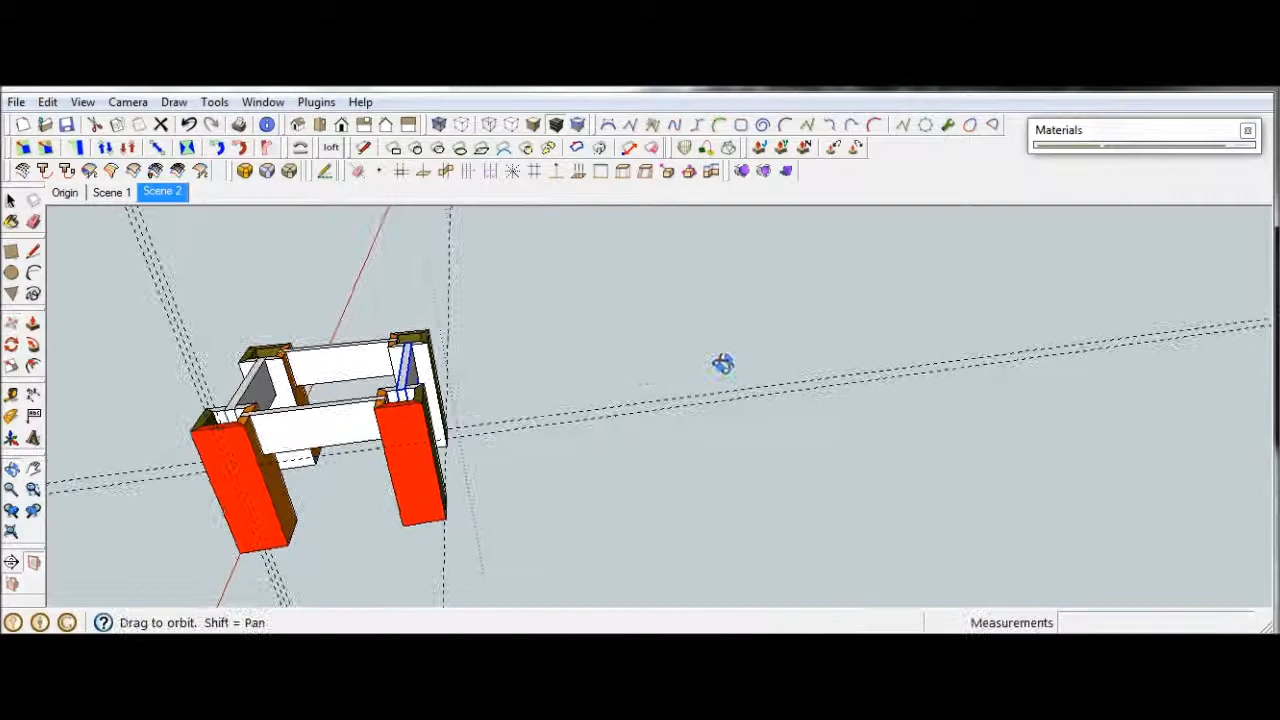 File Edit View Camera Draw Tools Window Plugins Help
Materials
loft
Origin Scene 1 Scene 2
Drag to orbit. Shift = Pan
Measurements